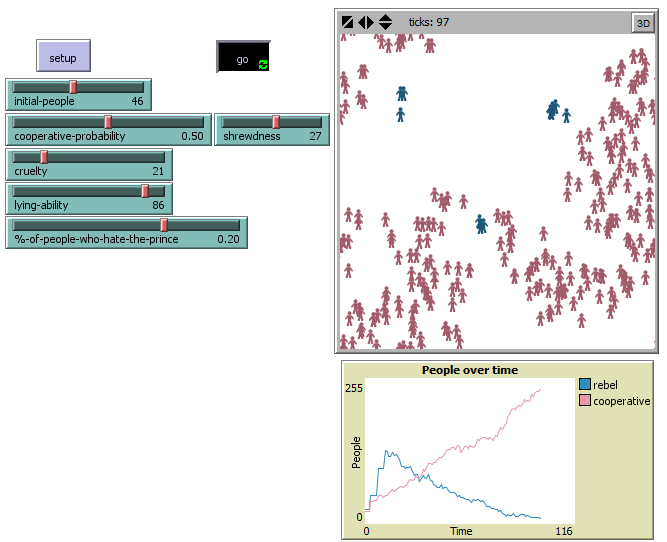 setup
go
initial-people 46
cooperative-probability 0.50
shrewdness 27
cruelty 21
lying-ability 86
%-of-people-who-hate-the-prince 0.20
ticks: 97
3D
People over time
255
People
0
0
Time
116
rebel
cooperative